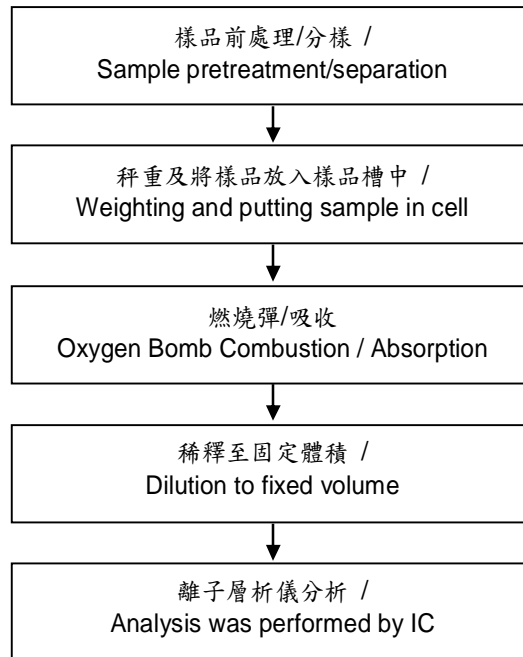 樣品前處理/分樣 /
Sample pretreatment/separation
秤重及將樣品放入樣品槽中 /
Weighting and putting sample in cell
燃燒彈/吸收
Oxygen Bomb Combustion / Absorption
稀釋至固定體積 /
Dilution to fixed volume
離子層析儀分析 /
Analysis was performed by IC